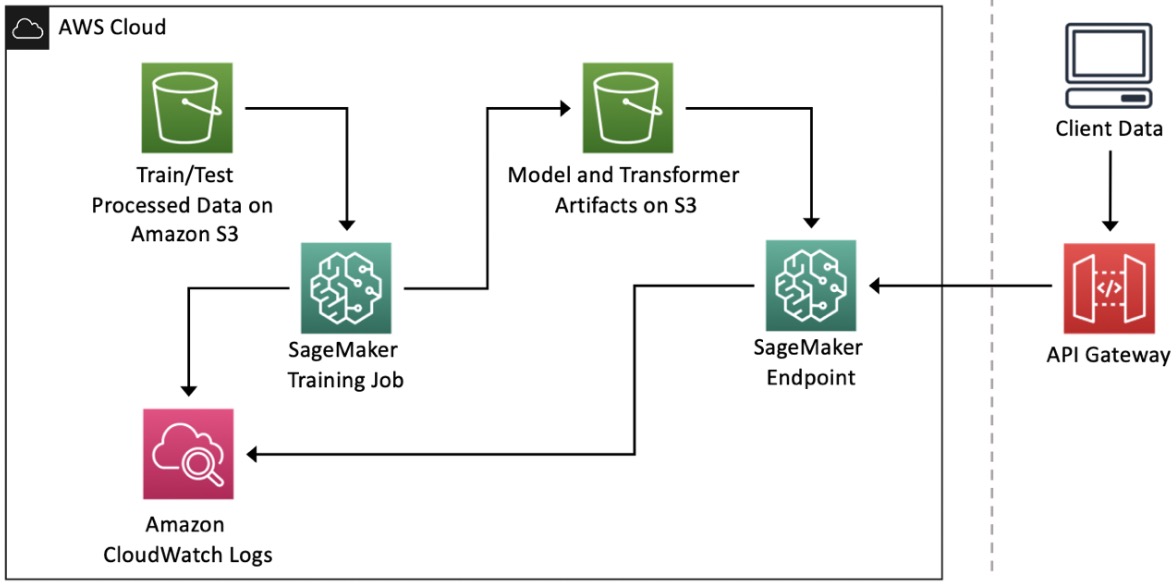 AWS Cloud
Train/Test
Processed Data on
Amazon S3
Model and Transformer
Artifacts on S3
Client Data
SageMaker
Training Job
SageMaker
Endpoint
</>
API Gateway
Amazon
CloudWatch Logs